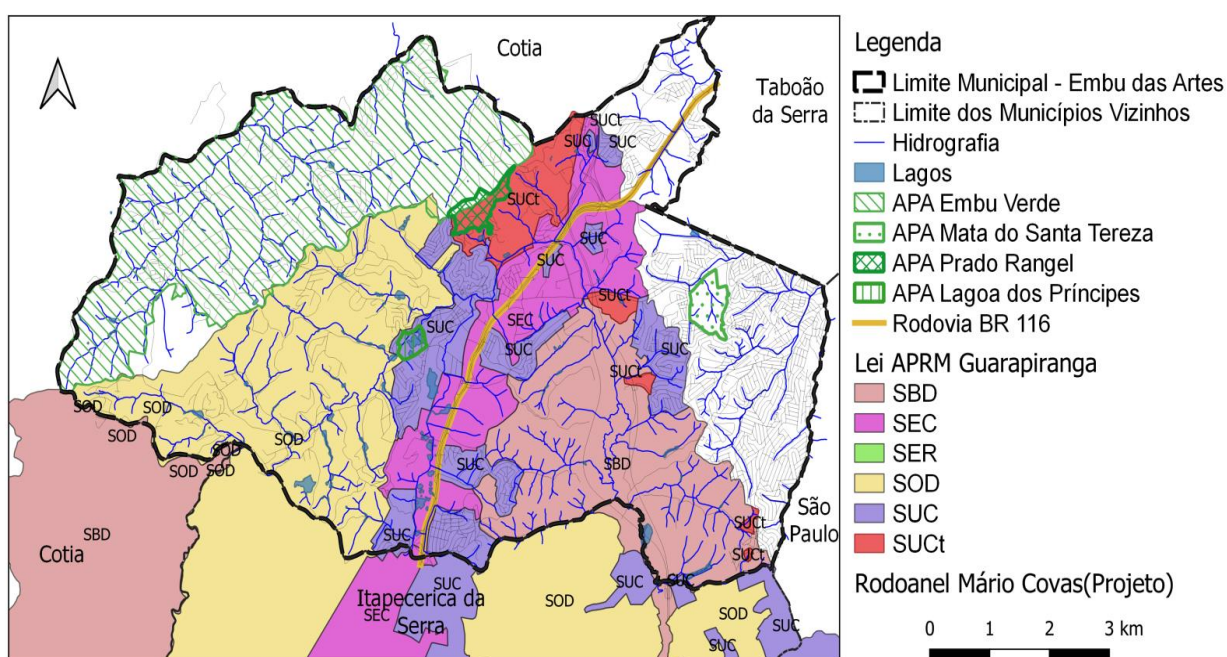 Cotia
Taboão
da Serra
SUCt
SUC
SUC
SUCt
SUC
SUC
SUCt
SEC
SUC
SUC
SUC
SUCt
SOD
SOD
SOD
SOD
SOD
SOD
SOD
SUC
SBD
SUCt
SUCt
São
Paulo
SUC
Cotia
SBD
SUC
SUC
SUC
Itapecerica da
SEC
Serra
SOD
SOD
SUC
Legenda
Limite Municipal - Embu das Artes
Limite dos Municípios Vizinhos
Hidrografia
Lagos
APA Embu Verde
APA Mata do Santa Tereza
APA Prado Rangel
APA Lagoa dos Príncipes
Rodovia BR 116
Lei APRM Guarapiranga
SBD
SEC
SER
SOD
SUC
SUCt
Rodoanel Mário Covas(Projeto)
0 1 2 3 km